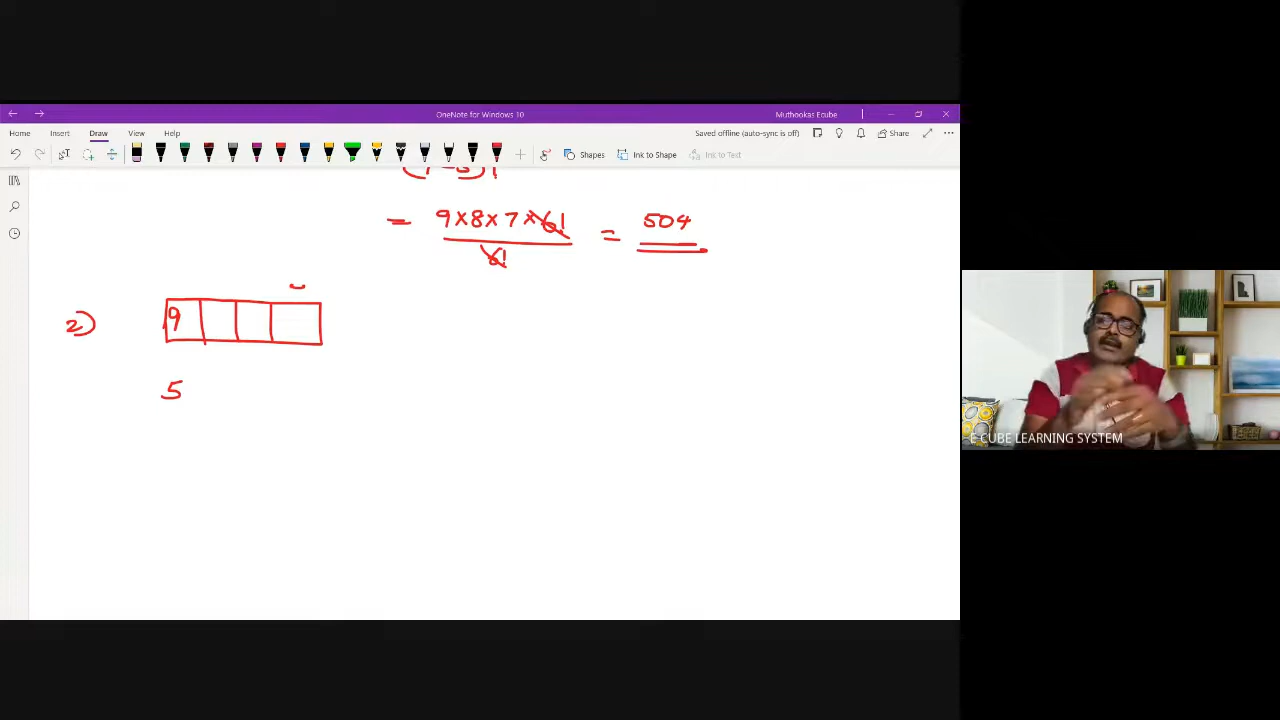 OneNote for Windows 10
Muthookas Ecube
Home Insert Draw View Help
Saved offline (auto-sync is off)
Share
Shapes
Ink to Shape
Ink to Text
= 9×8×7×6! / 6! = 504
2) 9
5
E CUBE LEARNING SYSTEM